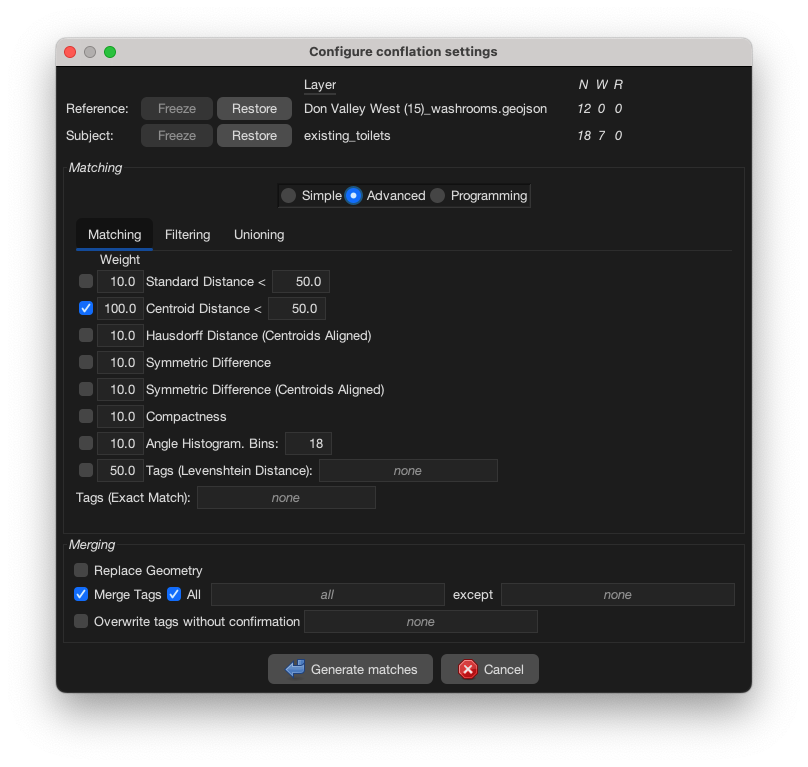 Configure conflation settings
Layer N W R
Reference: Freeze Restore Don Valley West (15)_washrooms.geojson 12 0 0
Subject: Freeze Restore existing_toilets 18 7 0
Matching
Simple Advanced Programming
Matching Filtering Unioning
Weight
10.0 Standard Distance < 50.0
100.0 Centroid Distance < 50.0
10.0 Hausdorff Distance (Centroids Aligned)
10.0 Symmetric Difference
10.0 Symmetric Difference (Centroids Aligned)
10.0 Compactness
10.0 Angle Histogram. Bins: 18
50.0 Tags (Levenshtein Distance): none
Tags (Exact Match): none
Merging
Replace Geometry
Merge Tags All all except none
Overwrite tags without confirmation none
Generate matches Cancel